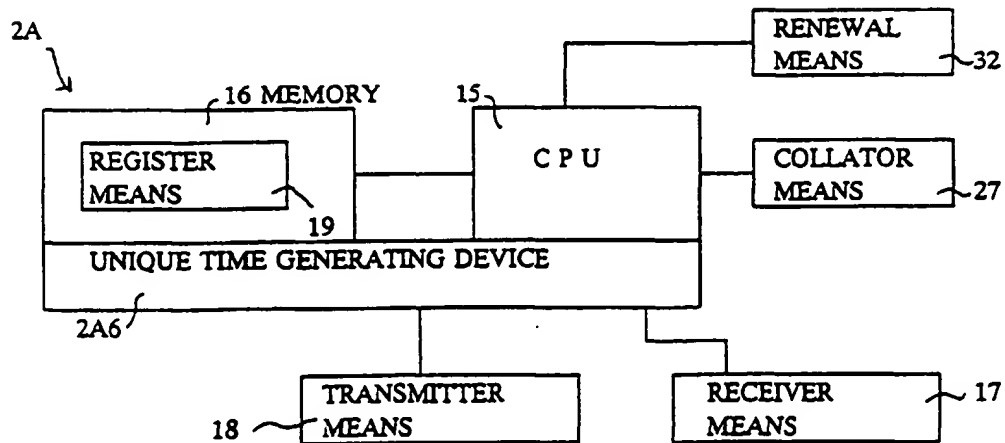 2A
RENEWAL
MEANS
32
16 MEMORY
15
C P U
REGISTER
MEANS
19
COLLATOR
MEANS
27
UNIQUE TIME GENERATING DEVICE
2A6
TRANSMITTER
MEANS
18
RECEIVER
MEANS
17